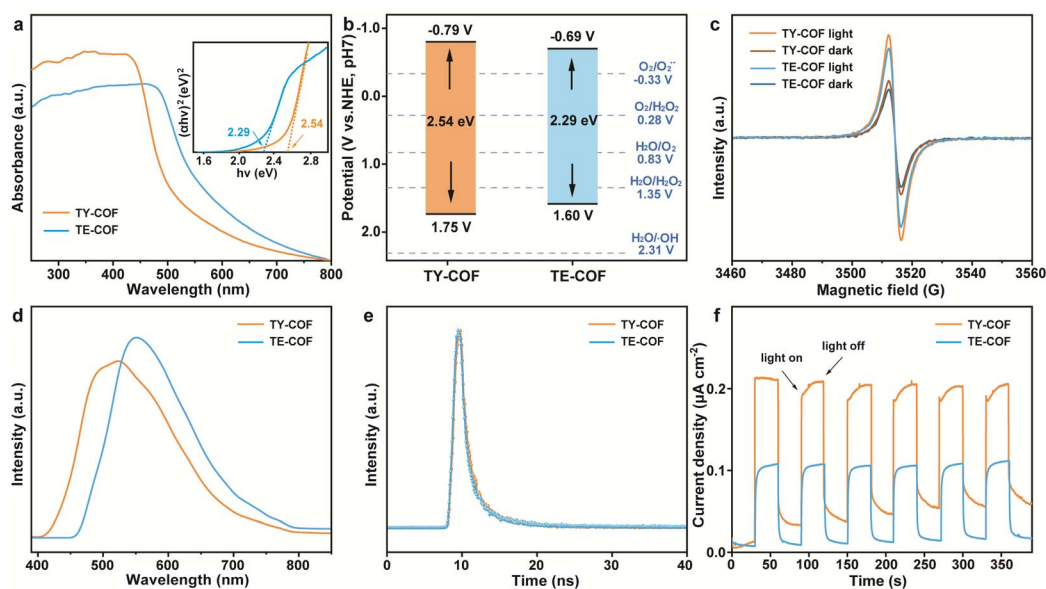 a
Absorbance (a.u.)
(αhν)² (eV)²
2.29
2.54
1.6 2.0 2.4 2.8
hν (eV)
TY-COF
TE-COF
300 400 500 600 700 800
Wavelength (nm)
b
Potential (V vs.NHE, pH7)
-1.0
0.0
1.0
2.0
-0.79 V
-0.69 V
O₂/O₂·⁻
-0.33 V
O₂/H₂O₂
0.28 V
2.54 eV
2.29 eV
H₂O/O₂
0.83 V
H₂O/H₂O₂
1.35 V
1.75 V
1.60 V
H₂O/·OH
2.31 V
TY-COF
TE-COF
c
Intensity (a.u.)
TY-COF light
TY-COF dark
TE-COF light
TE-COF dark
3460 3480 3500 3520 3540 3560
Magnetic field (G)
d
Intensity (a.u.)
TY-COF
TE-COF
400 500 600 700 800
Wavelength (nm)
e
Intensity (a.u.)
TY-COF
TE-COF
0 10 20 30 40
Time (ns)
f
Current density (μA cm⁻²)
TY-COF
TE-COF
light on
light off
0.2
0.1
0.0
0 50 100 150 200 250 300 350
Time (s)